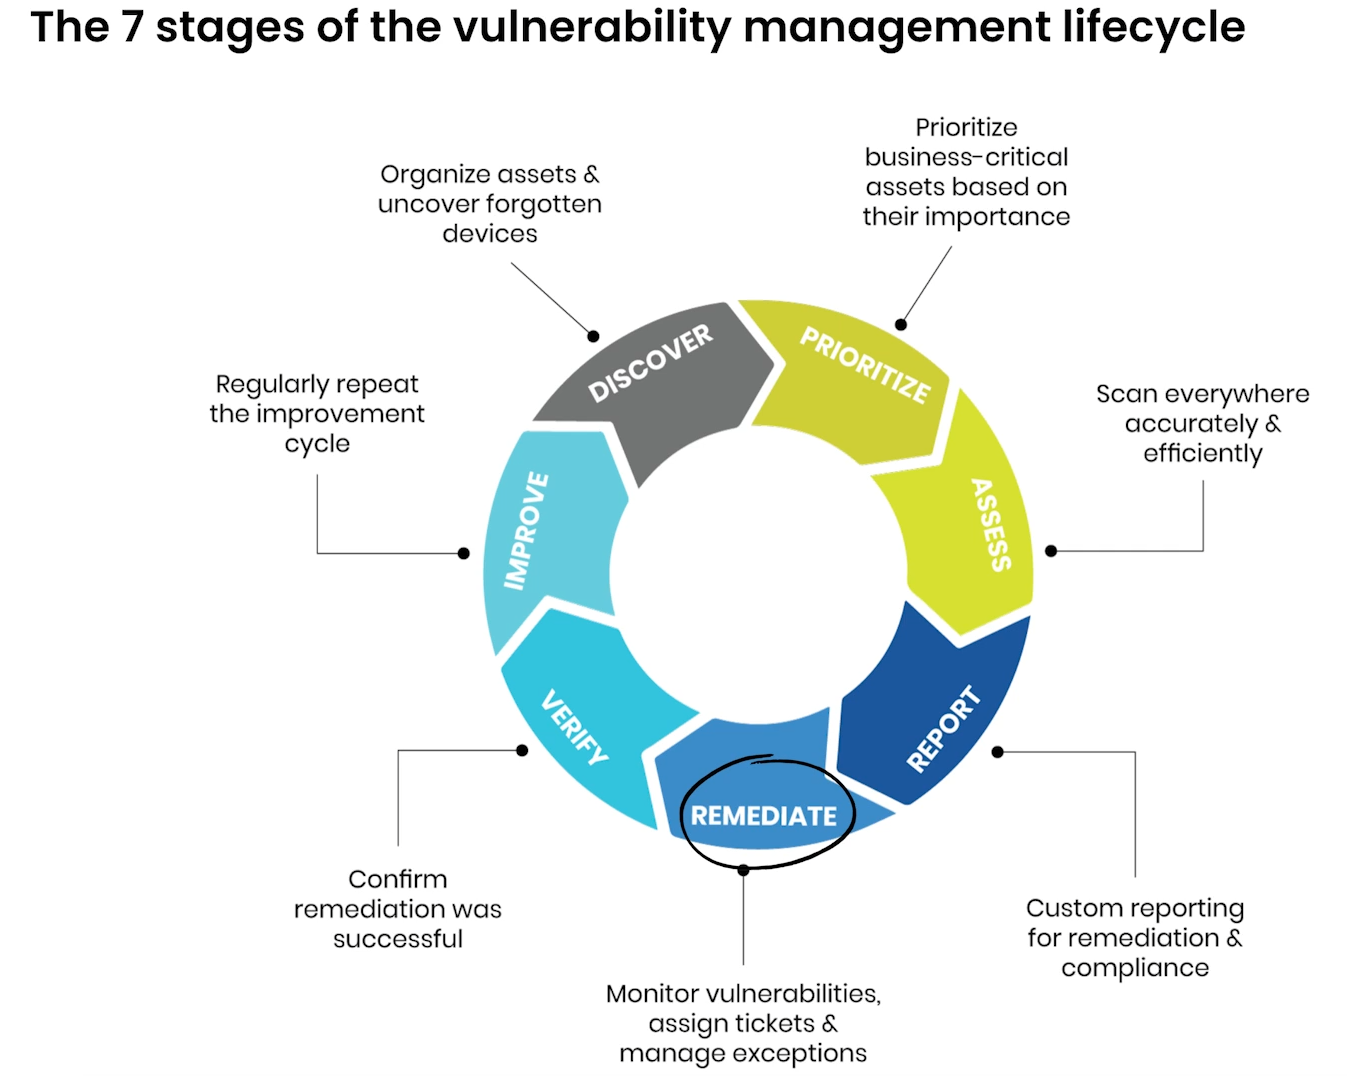 The 7 stages of the vulnerability management lifecycle
Organize assets &
uncover forgotten
devices
Prioritize
business-critical
assets based on
their importance
Regularly repeat
the improvement
cycle
Scan everywhere
accurately &
efficiently
DISCOVER
PRIORITIZE
ASSESS
REPORT
REMEDIATE
VERIFY
IMPROVE
Confirm
remediation was
successful
Custom reporting
for remediation &
compliance
Monitor vulnerabilities,
assign tickets &
manage exceptions